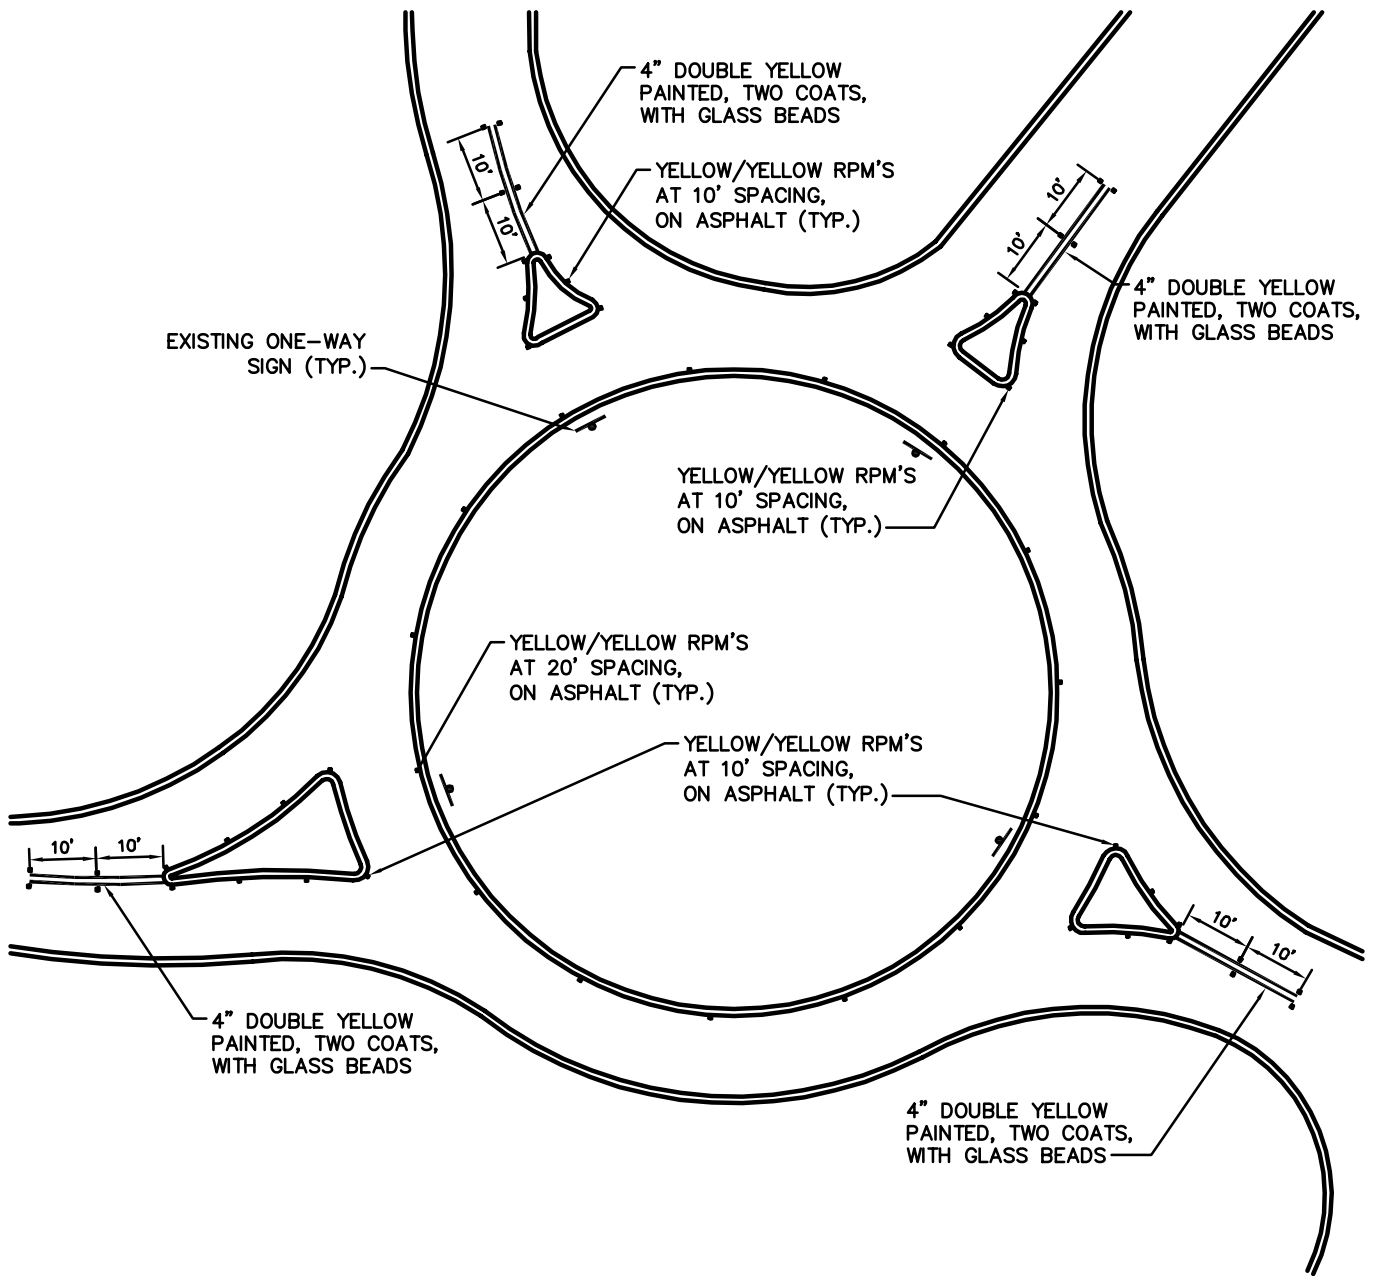 4" DOUBLE YELLOW
PAINTED, TWO COATS,
WITH GLASS BEADS
10'
10'
YELLOW/YELLOW RPM'S
AT 10' SPACING,
ON ASPHALT (TYP.)
10'
10'
4" DOUBLE YELLOW
PAINTED, TWO COATS,
WITH GLASS BEADS
EXISTING ONE-WAY
SIGN (TYP.)
YELLOW/YELLOW RPM'S
AT 10' SPACING,
ON ASPHALT (TYP.)
YELLOW/YELLOW RPM'S
AT 20' SPACING,
ON ASPHALT (TYP.)
YELLOW/YELLOW RPM'S
AT 10' SPACING,
ON ASPHALT (TYP.)
10'
10'
10'
10'
4" DOUBLE YELLOW
PAINTED, TWO COATS,
WITH GLASS BEADS
4" DOUBLE YELLOW
PAINTED, TWO COATS,
WITH GLASS BEADS